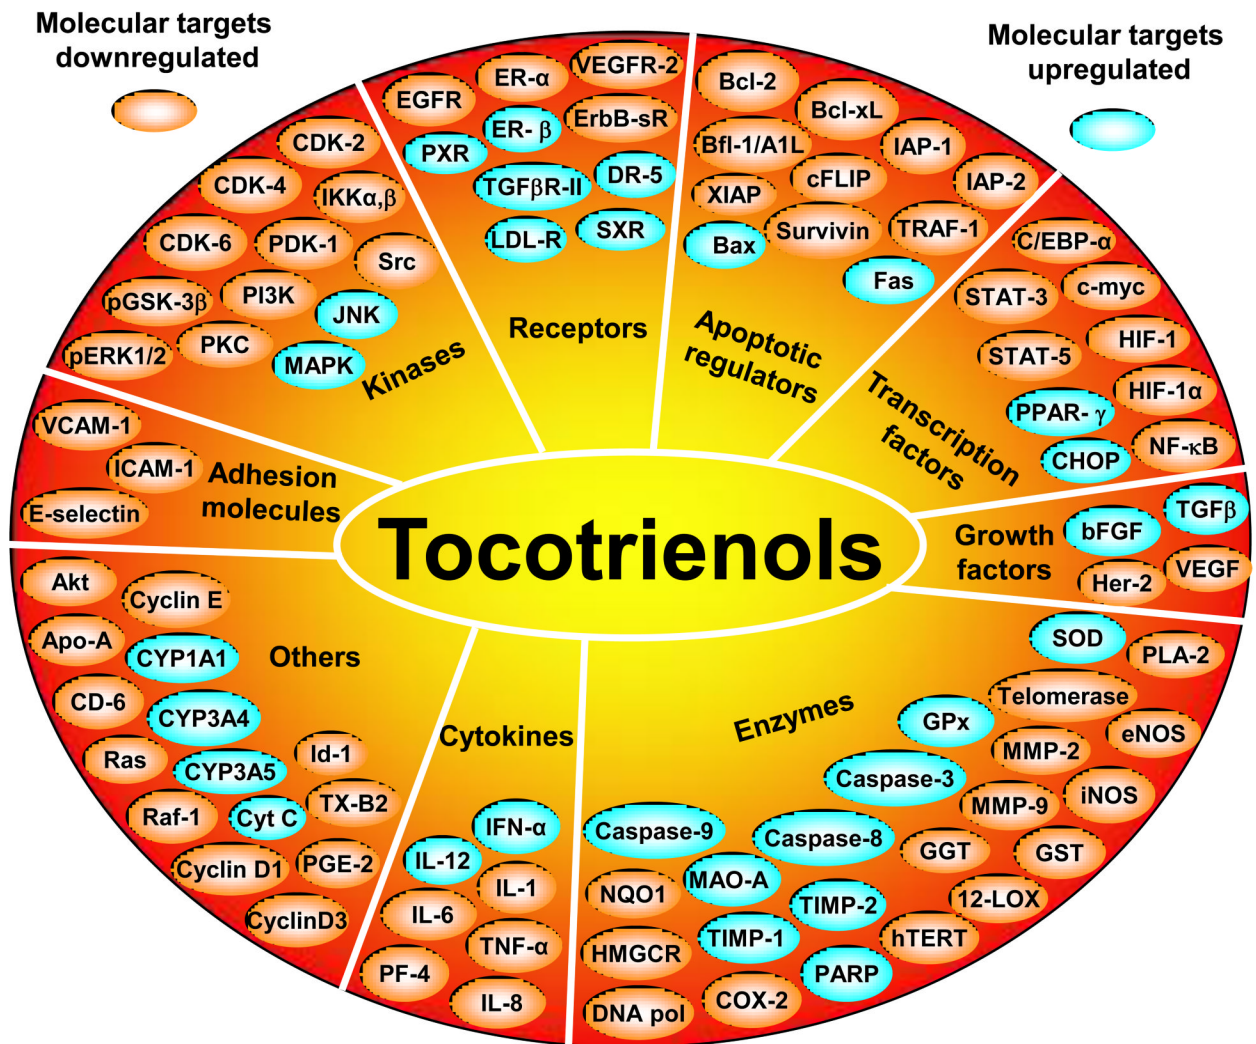 Molecular targets
downregulated
Molecular targets
upregulated
CDK-2
CDK-4
IKKα,β
CDK-6
PDK-1
Src
pGSK-3β
PI3K
JNK
pERK1/2
PKC
MAPK
Kinases
EGFR
ER-α
VEGFR-2
PXR
ER- β
ErbB-sR
TGFβR-II
DR-5
LDL-R
SXR
Receptors
Bcl-2
Bcl-xL
Bfl-1/A1L
IAP-1
XIAP
cFLIP
IAP-2
Bax
Survivin
TRAF-1
Fas
Apoptotic
regulators
C/EBP-α
STAT-3
c-myc
STAT-5
HIF-1
PPAR- γ
HIF-1α
CHOP
NF-κB
Transcription
factors
VCAM-1
ICAM-1
E-selectin
Adhesion
molecules
Tocotrienols
Growth
factors
bFGF
TGFβ
Her-2
VEGF
Akt
Cyclin E
Apo-A
CYP1A1
CD-6
CYP3A4
Ras
CYP3A5
Id-1
Raf-1
Cyt C
TX-B2
Cyclin D1
PGE-2
CyclinD3
Others
Cytokines
IFN-α
IL-12
IL-1
IL-6
TNF-α
PF-4
IL-8
Enzymes
SOD
PLA-2
Telomerase
GPx
eNOS
MMP-2
Caspase-3
MMP-9
iNOS
Caspase-9
Caspase-8
GGT
GST
NQO1
MAO-A
TIMP-2
12-LOX
HMGCR
TIMP-1
hTERT
PARP
DNA pol
COX-2